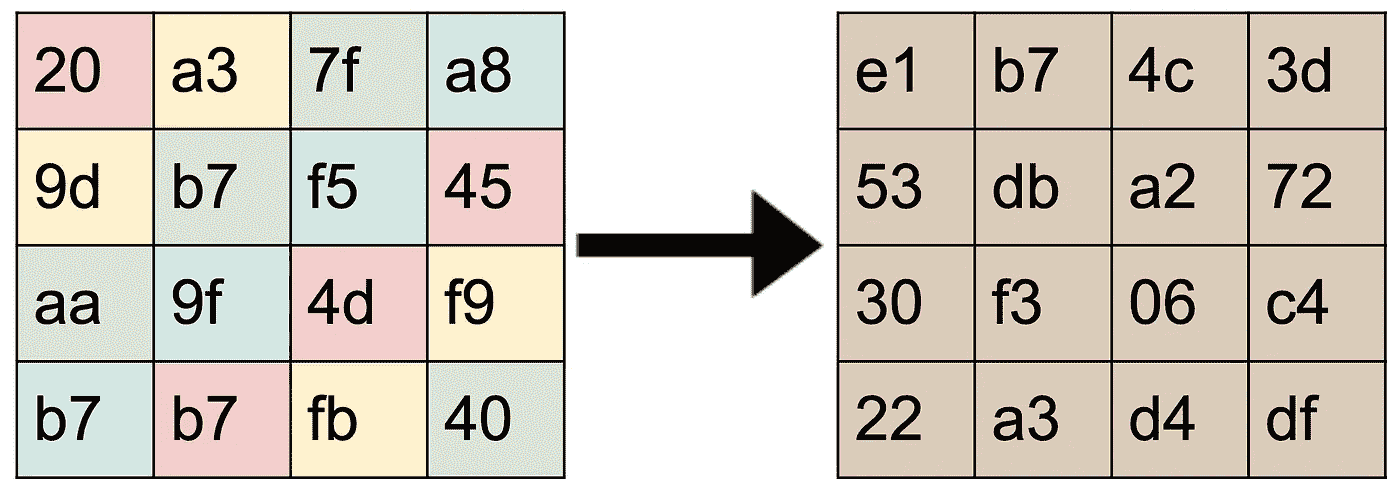 20 a3 7f a8 e1 b7 4c 3d
9d b7 f5 45 53 db a2 72
aa 9f 4d f9 30 f3 06 c4
b7 b7 fb 40 22 a3 d4 df